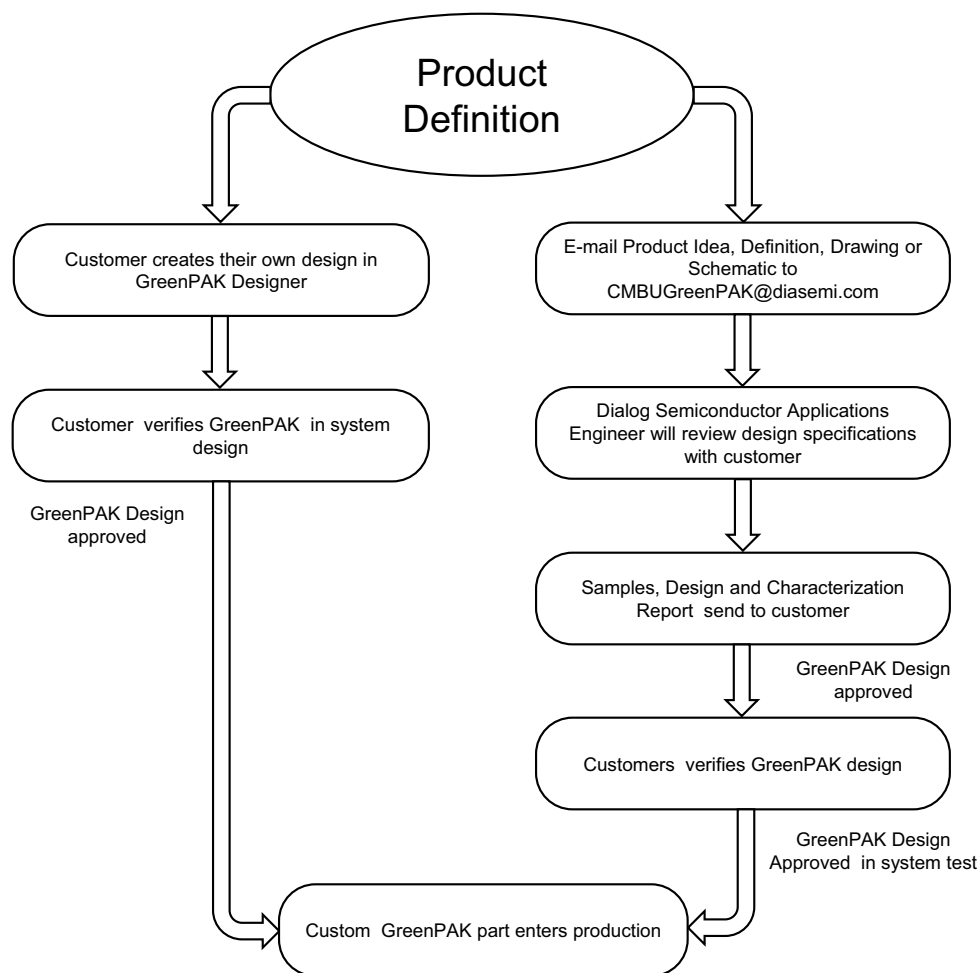 Product
Definition
Customer creates their own design in
GreenPAK Designer
Customer verifies GreenPAK in system
design
GreenPAK Design
approved
E-mail Product Idea, Definition, Drawing or
Schematic to
CMBUGreenPAK@diasemi.com
Dialog Semiconductor Applications
Engineer will review design specifications
with customer
Samples, Design and Characterization
Report send to customer
GreenPAK Design
approved
Customers verifies GreenPAK design
GreenPAK Design
Approved in system test
Custom GreenPAK part enters production